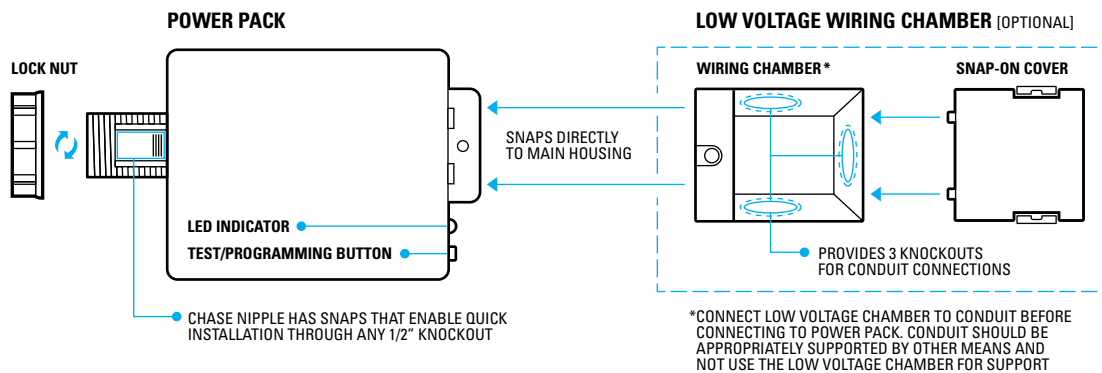 POWER PACK
LOW VOLTAGE WIRING CHAMBER [OPTIONAL]
LOCK NUT
WIRING CHAMBER*
SNAP-ON COVER
SNAPS DIRECTLY
TO MAIN HOUSING
LED INDICATOR
TEST/PROGRAMMING BUTTON
PROVIDES 3 KNOCKOUTS
FOR CONDUIT CONNECTIONS
CHASE NIPPLE HAS SNAPS THAT ENABLE QUICK
INSTALLATION THROUGH ANY 1/2" KNOCKOUT
*CONNECT LOW VOLTAGE CHAMBER TO CONDUIT BEFORE
CONNECTING TO POWER PACK. CONDUIT SHOULD BE
APPROPRIATELY SUPPORTED BY OTHER MEANS AND
NOT USE THE LOW VOLTAGE CHAMBER FOR SUPPORT